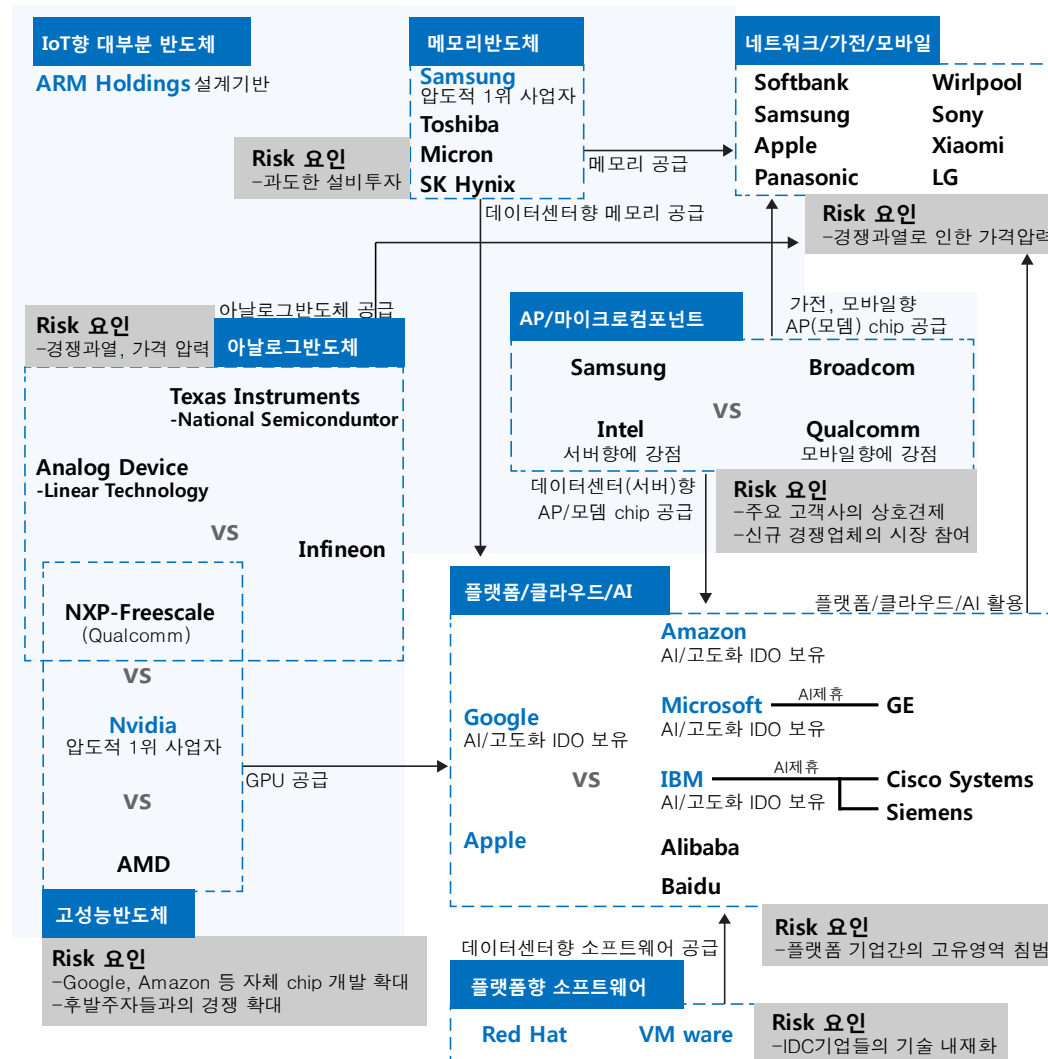 IoT향 대부분 반도체
ARM Holdings 설계기반
메모리반도체
Samsung
압도적 1위 사업자
Toshiba
Micron
SK Hynix
Risk 요인
-과도한 설비투자
메모리 공급
네트워크/가전/모바일
Softbank Wirlpool
Samsung Sony
Apple Xiaomi
Panasonic LG
Risk 요인
-경쟁과열로 인한 가격압력
데이터센터향 메모리 공급
아날로그반도체 공급
Risk 요인
-경쟁과열, 가격 압력
아날로그반도체
Texas Instruments
-National Semiconduntor
Analog Device
-Linear Technology
VS
Infineon
NXP-Freescale
(Qualcomm)
VS
Nvidia
압도적 1위 사업자
VS
AMD
고성능반도체
Risk 요인
-Google, Amazon 등 자체 chip 개발 확대
-후발주자들과의 경쟁 확대
GPU 공급
가전, 모바일향
AP(모뎀) chip 공급
AP/마이크로컴포넌트
Samsung Broadcom
VS
Intel Qualcomm
서버향에 강점 모바일향에 강점
데이터센터(서버)향
AP/모뎀 chip 공급
Risk 요인
-주요 고객사의 상호견제
-신규 경쟁업체의 시장 참여
플랫폼/클라우드/AI
플랫폼/클라우드/AI 활용
Amazon
AI/고도화 IDO 보유
Microsoft AI제휴 GE
AI/고도화 IDO 보유
Google
AI/고도화 IDO 보유
VS
IBM AI제휴 Cisco Systems
AI/고도화 IDO 보유 Siemens
Apple
Alibaba
Baidu
Risk 요인
-플랫폼 기업간의 고유영역 침범
데이터센터향 소프트웨어 공급
플랫폼향 소프트웨어
Red Hat VM ware
Risk 요인
-IDC기업들의 기술 내재화